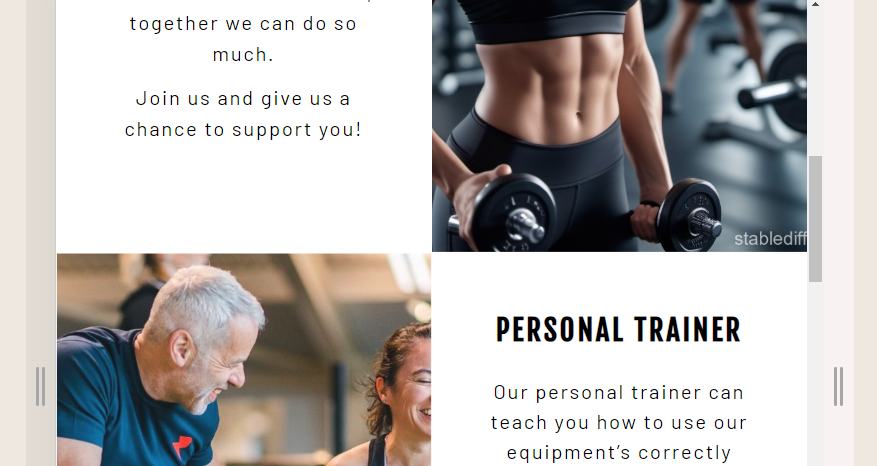 together we can do so
much.
Join us and give us a
chance to support you!
stablediff
PERSONAL TRAINER
Our personal trainer can
teach you how to use our
equipment's correctly